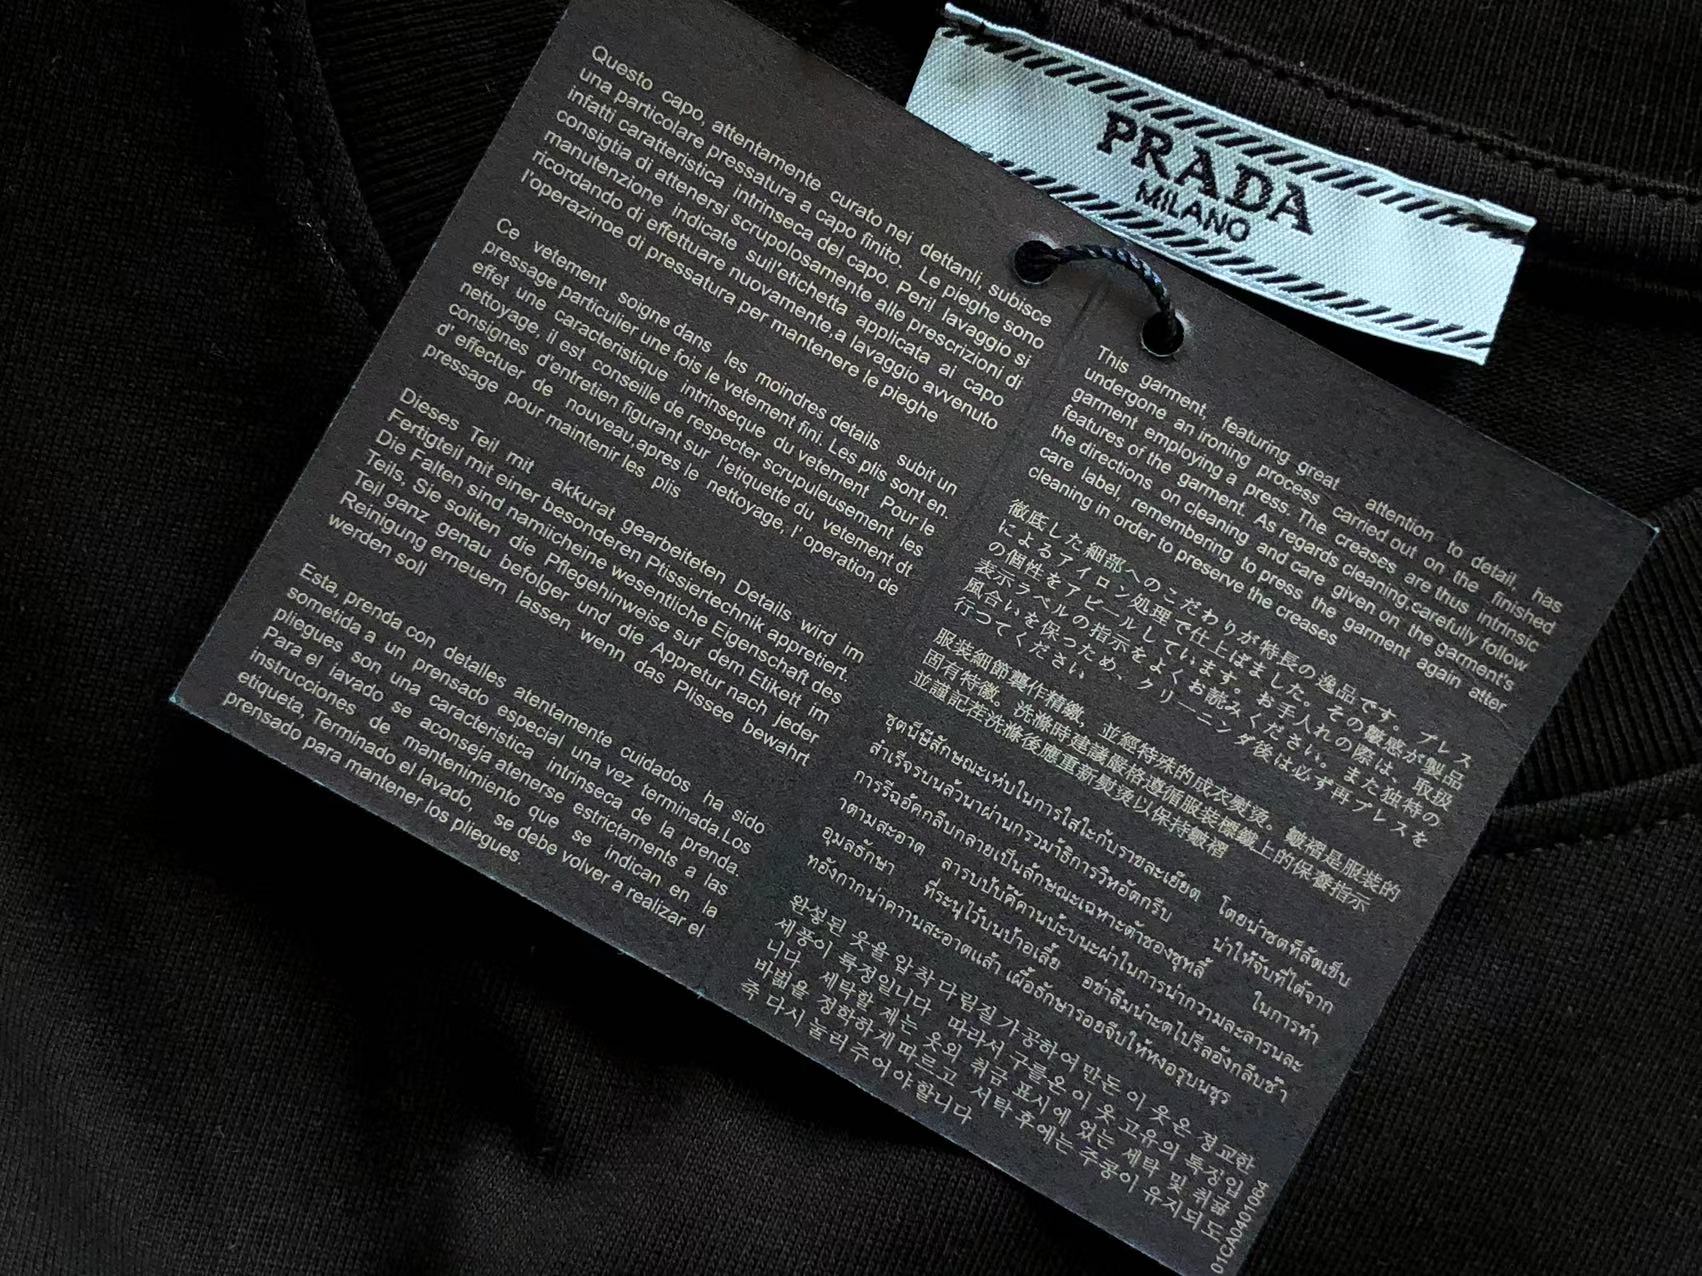 PRADA
MILANO
Questo capo, attentamente curato nei dettanli, subisce
una particolare pressatura a capo finito. Le pieghe sono
infatti caratteristica intrinseca del capo. Peril lavaggio si
consigtia di attenersi scrupolosamente alle prescrizioni di
manutenzione indicate suil'etichetta applicata al capo
ricordando di effettuare nuovamente,a lavaggio avvenuto
l'operazinoe di pressatura per mantenere le pieghe
Ce vetement soigne dans les moindres details subit un
pressage particulier une fois le vetement fini. Les plis sont en
effet une caracteristique intrinseque du vetement Pour le
nettoyage, il est conseille de respecter scrupuleusement les
consignes d'entretien figurant sur l'etiquette du vetement dt
d'effectuer de nouveau,apres le nettoyage, l'operation de
pressage pour maintenir les plis
Dieses Teil mit akkurat gearbeiteten Details wird im
Fertigteil mit einer besonderen Ptissiertechnik appretiert.
Die Falten sind namicheine wesentliche Eigenschaft des
Teils, Sie soliten die Pflegehinweise suf dem Etikett im
Teil ganz genau befolger und die Appretur nach jeder
Reinigung erneuern lassen wenn das Plissee bewahrt
werden soll
Esta, prenda con detalles atentamente cuidados ha sido
sometida a un prensado especial una vez terminada.Los
pliegues son una caracteristica intrinseca de la prenda.
Para el lavado se aconseja atenerse estriclaments a las
instrucciones de mantenimiento que se indican en la
etiqueta, Terminado el lavado, se debe volver a realizar el
prensado para mantener los pliegues.
This garment, featuring great attention to detail, has
undergone an ironing process carried out on the finished
garment employing a press. The creases are thus intrinsic
features of the garment. As regards cleaning,carefully follow
the directions on cleaning and care given on the garment's
care label, remembering to press the garment again atter
cleaning in order to preserve the creases
徹底した細部へのこだわりが特長の逸品です。プレス
によるアイロン処理で仕上ばました。その皺感が製品
の個性をアピールしています。お手入れの際は、取扱
表示ラベルの指示をよくお読みください。また独特の
風合いを保つため、クリーニンダ後は必ず再プレスを
行つてください
服装細節製作精緻，並經特殊的成衣熨燙。皺褶是服装的
固有特徵。洗滌時建議嚴格遵循服装標籤上的保養指示
並謹記在洗滌後應重新熨燙以保持皺褶
완성된 옷을 압착다림질가공하여만돈 이 옷은 정교한
세풍이 특정입니다 따라서 구름은 이 옷 고유의 특징입
니다. 세탁할 제는 옷의 취금 표시에 있는 세탁 및 취급
바법을 정확하게 따르고 서탁 후에는 주콩이 유지되도
죽 다시 눌러 주어야 할니다
01CA0401064